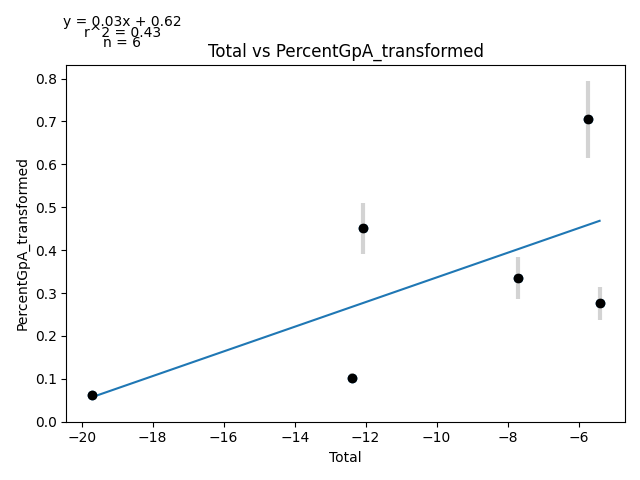 y = 0.03x + 0.62
r^2 = 0.43
n = 6
Total vs PercentGpA_transformed
PercentGpA_transformed
0.8
0.7
0.6
0.5
0.4
0.3
0.2
0.1
0.0
−20 −18 −16 −14 −12 −10 −8 −6
Total